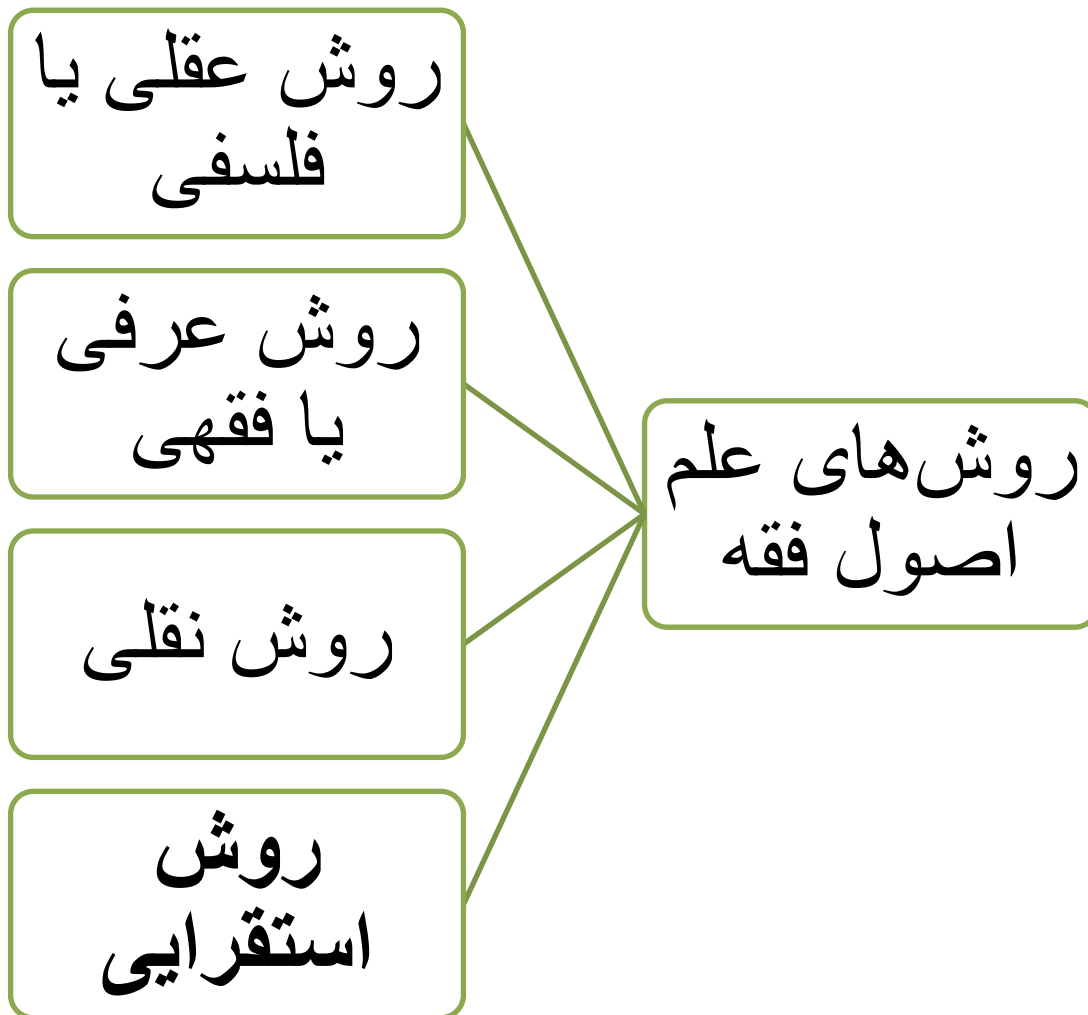 روش‌های علم
اصول فقه
روش عقلی یا
فلسفی
روش عرفی
یا فقهی
روش نقلی
روش
استقرایی